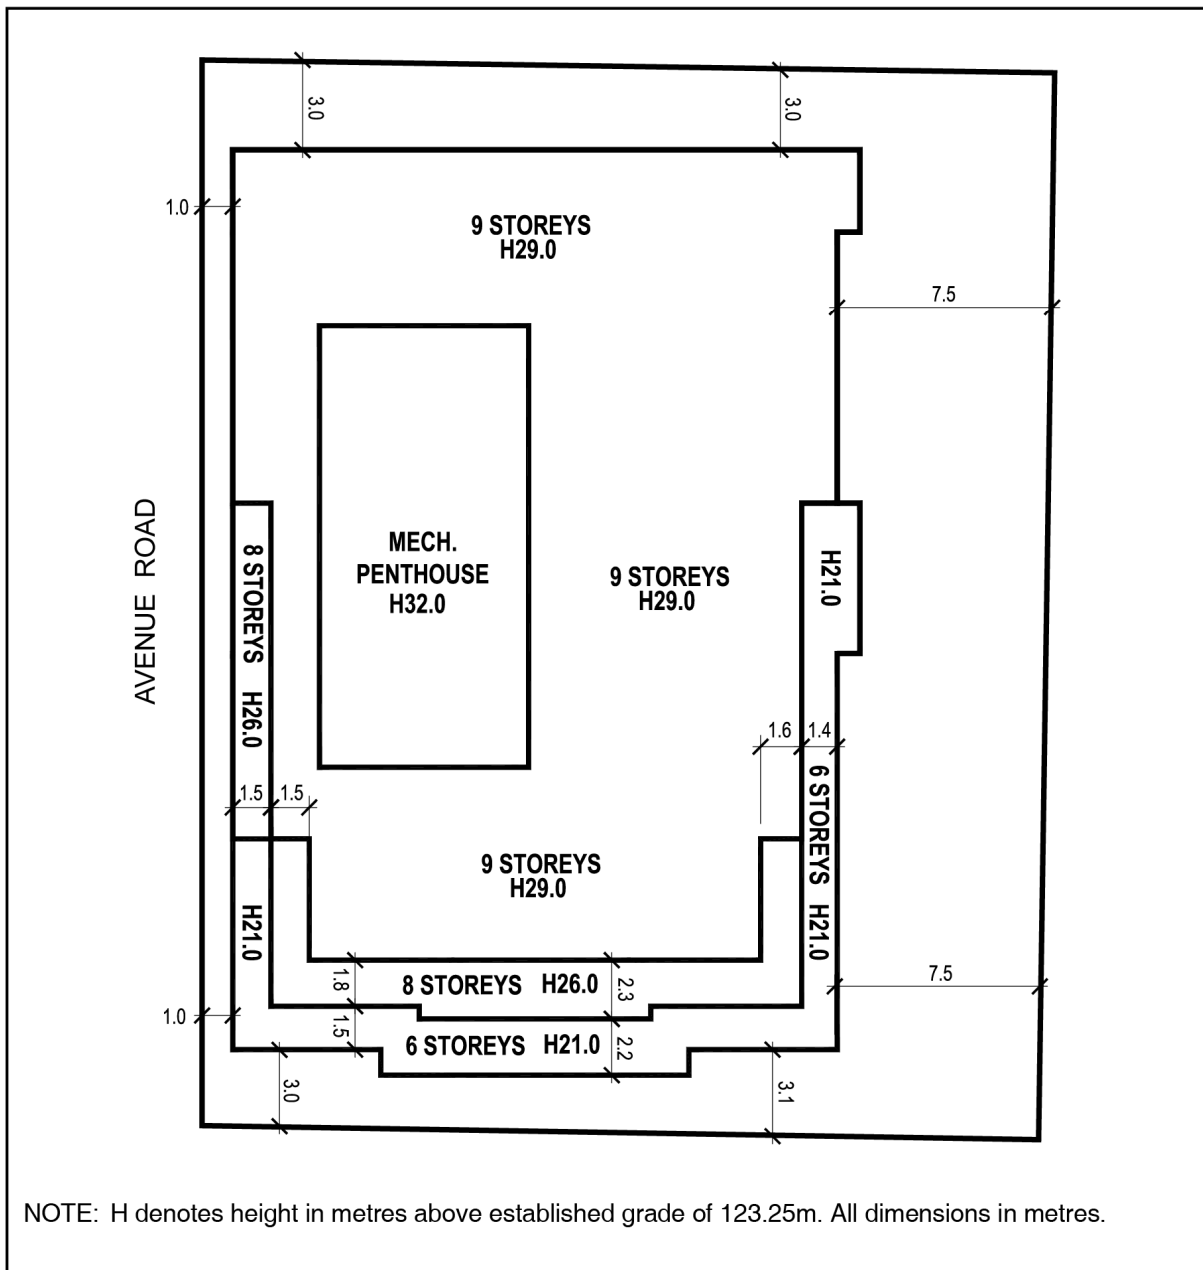 3.0
3.0
1.0
9 STOREYS
H29.0
7.5
AVENUE ROAD
8 STOREYS H26.0
MECH.
PENTHOUSE
H32.0
9 STOREYS
H29.0
H21.0
1.6
1.4
6 STOREYS H21.0
1.5
1.5
9 STOREYS
H29.0
H21.0
1.8
8 STOREYS H26.0
2.3
7.5
1.0
1.5
6 STOREYS H21.0
2.2
3.0
3.1
NOTE: H denotes height in metres above established grade of 123.25m. All dimensions in metres.